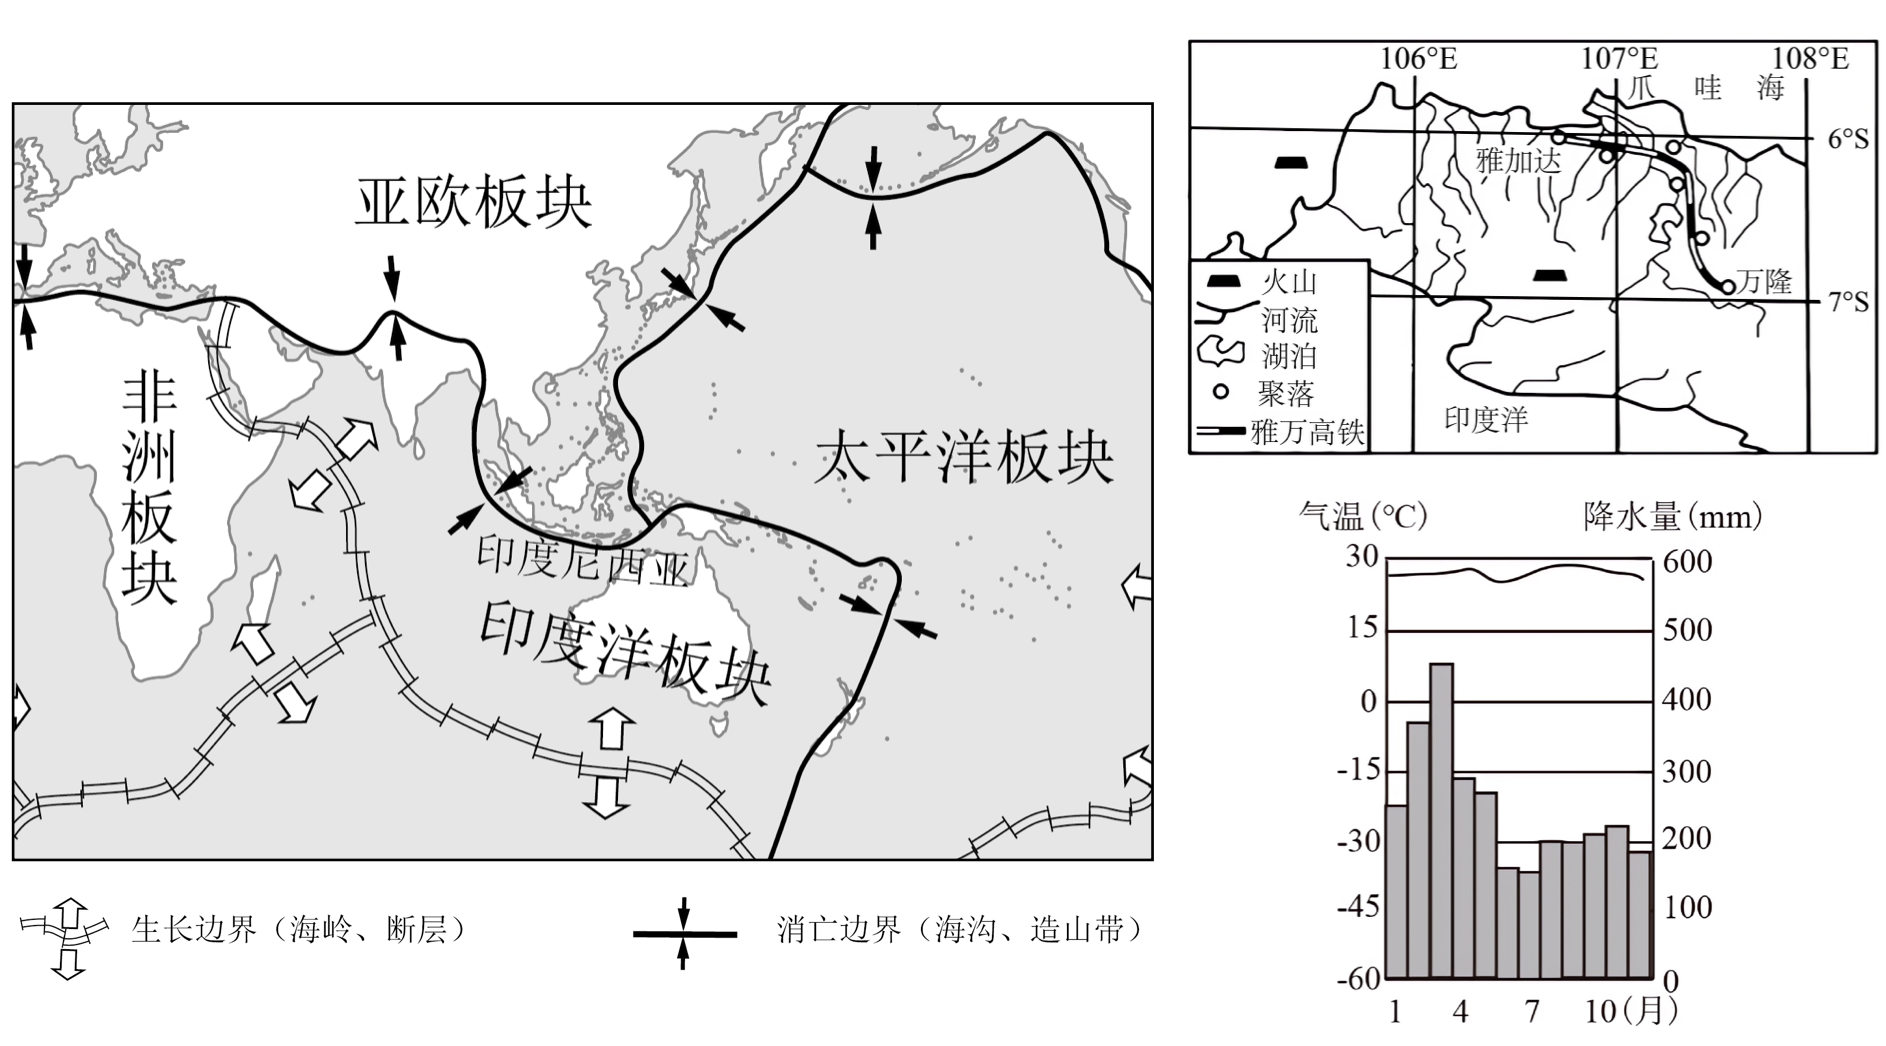 亚欧板块
非洲板块
太平洋板块
印度尼西亚
印度洋板块
生长边界（海岭、断层）
消亡边界（海沟、造山带）
106°E 107°E 108°E
爪 哇 海
6°S
雅加达
万隆
7°S
火山
河流
湖泊
聚落
雅万高铁
印度洋
气温(℃) 降水量(mm)
30 600
15 500
0 400
-15 300
-30 200
-45 100
-60 0
1 4 7 10(月)